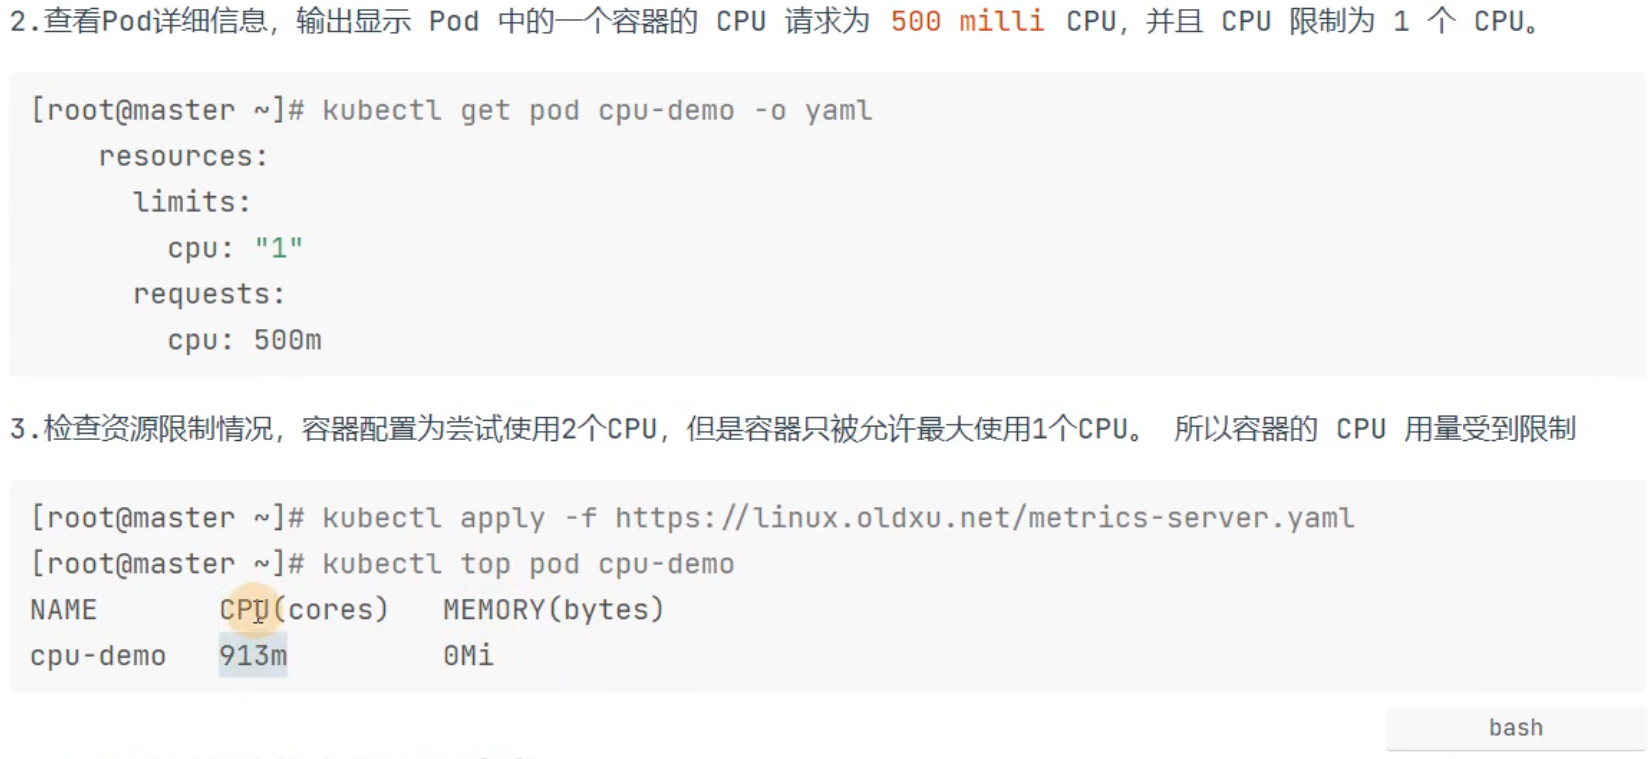 2.查看Pod详细信息，输出显示 Pod 中的一个容器的 CPU 请求为 500 milli CPU，并且 CPU 限制为 1 个 CPU。
[root@master ~]# kubectl get pod cpu-demo -o yaml
    resources:
      limits:
        cpu: "1"
      requests:
        cpu: 500m
3.检查资源限制情况，容器配置为尝试使用2个CPU，但是容器只被允许最大使用1个CPU。 所以容器的 CPU 用量受到限制
[root@master ~]# kubectl apply -f https://linux.oldxu.net/metrics-server.yaml
[root@master ~]# kubectl top pod cpu-demo
NAME       CPU(cores)   MEMORY(bytes)
cpu-demo   913m         0Mi
bash